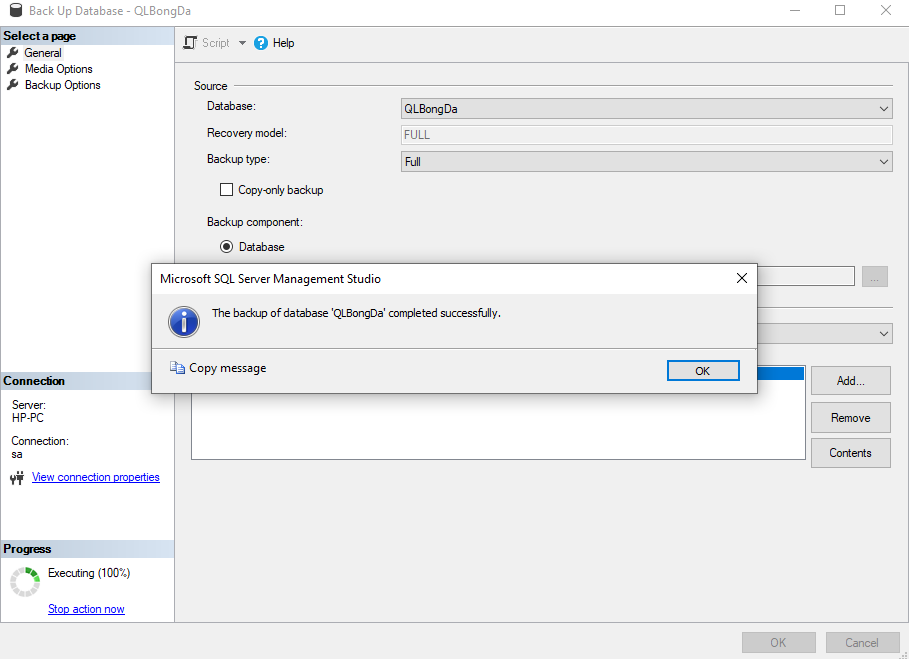 Back Up Database - QLBongDa
Select a page
General
Media Options
Backup Options
Script
Help
Source
Database:
QLBongDa
Recovery model:
FULL
Backup type:
Full
Copy-only backup
Backup component:
Database
...
Microsoft SQL Server Management Studio
The backup of database 'QLBongDa' completed successfully.
Copy message
OK
Add...
Remove
Contents
Connection
Server:
HP-PC
Connection:
sa
View connection properties
Progress
Executing (100%)
Stop action now
OK
Cancel